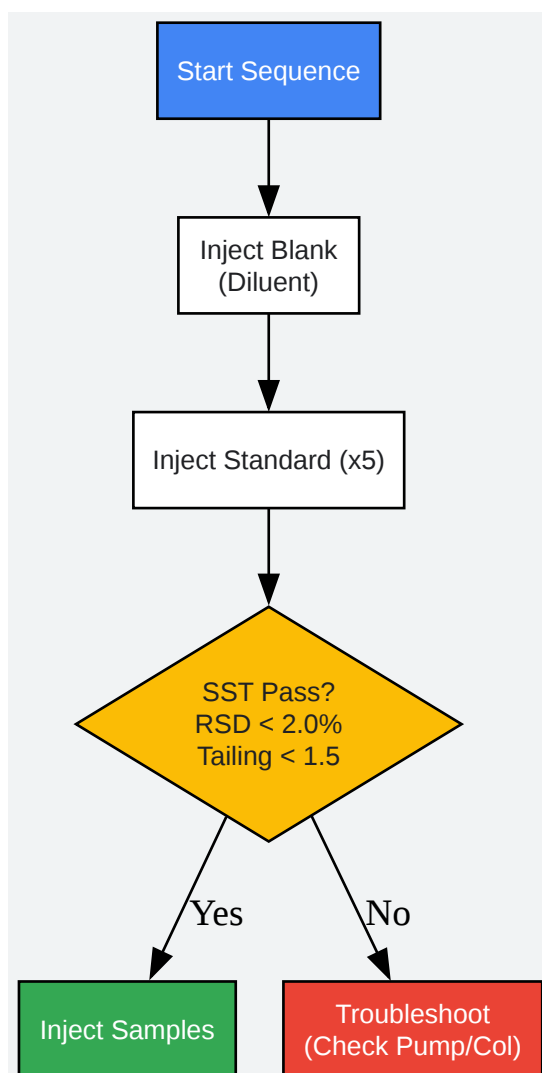 Start Sequence
Inject Blank
(Diluent)
Inject Standard (x5)
SST Pass?
RSD < 2.0%
Tailing < 1.5
Yes
No
Inject Samples
Troubleshoot
(Check Pump/Col)